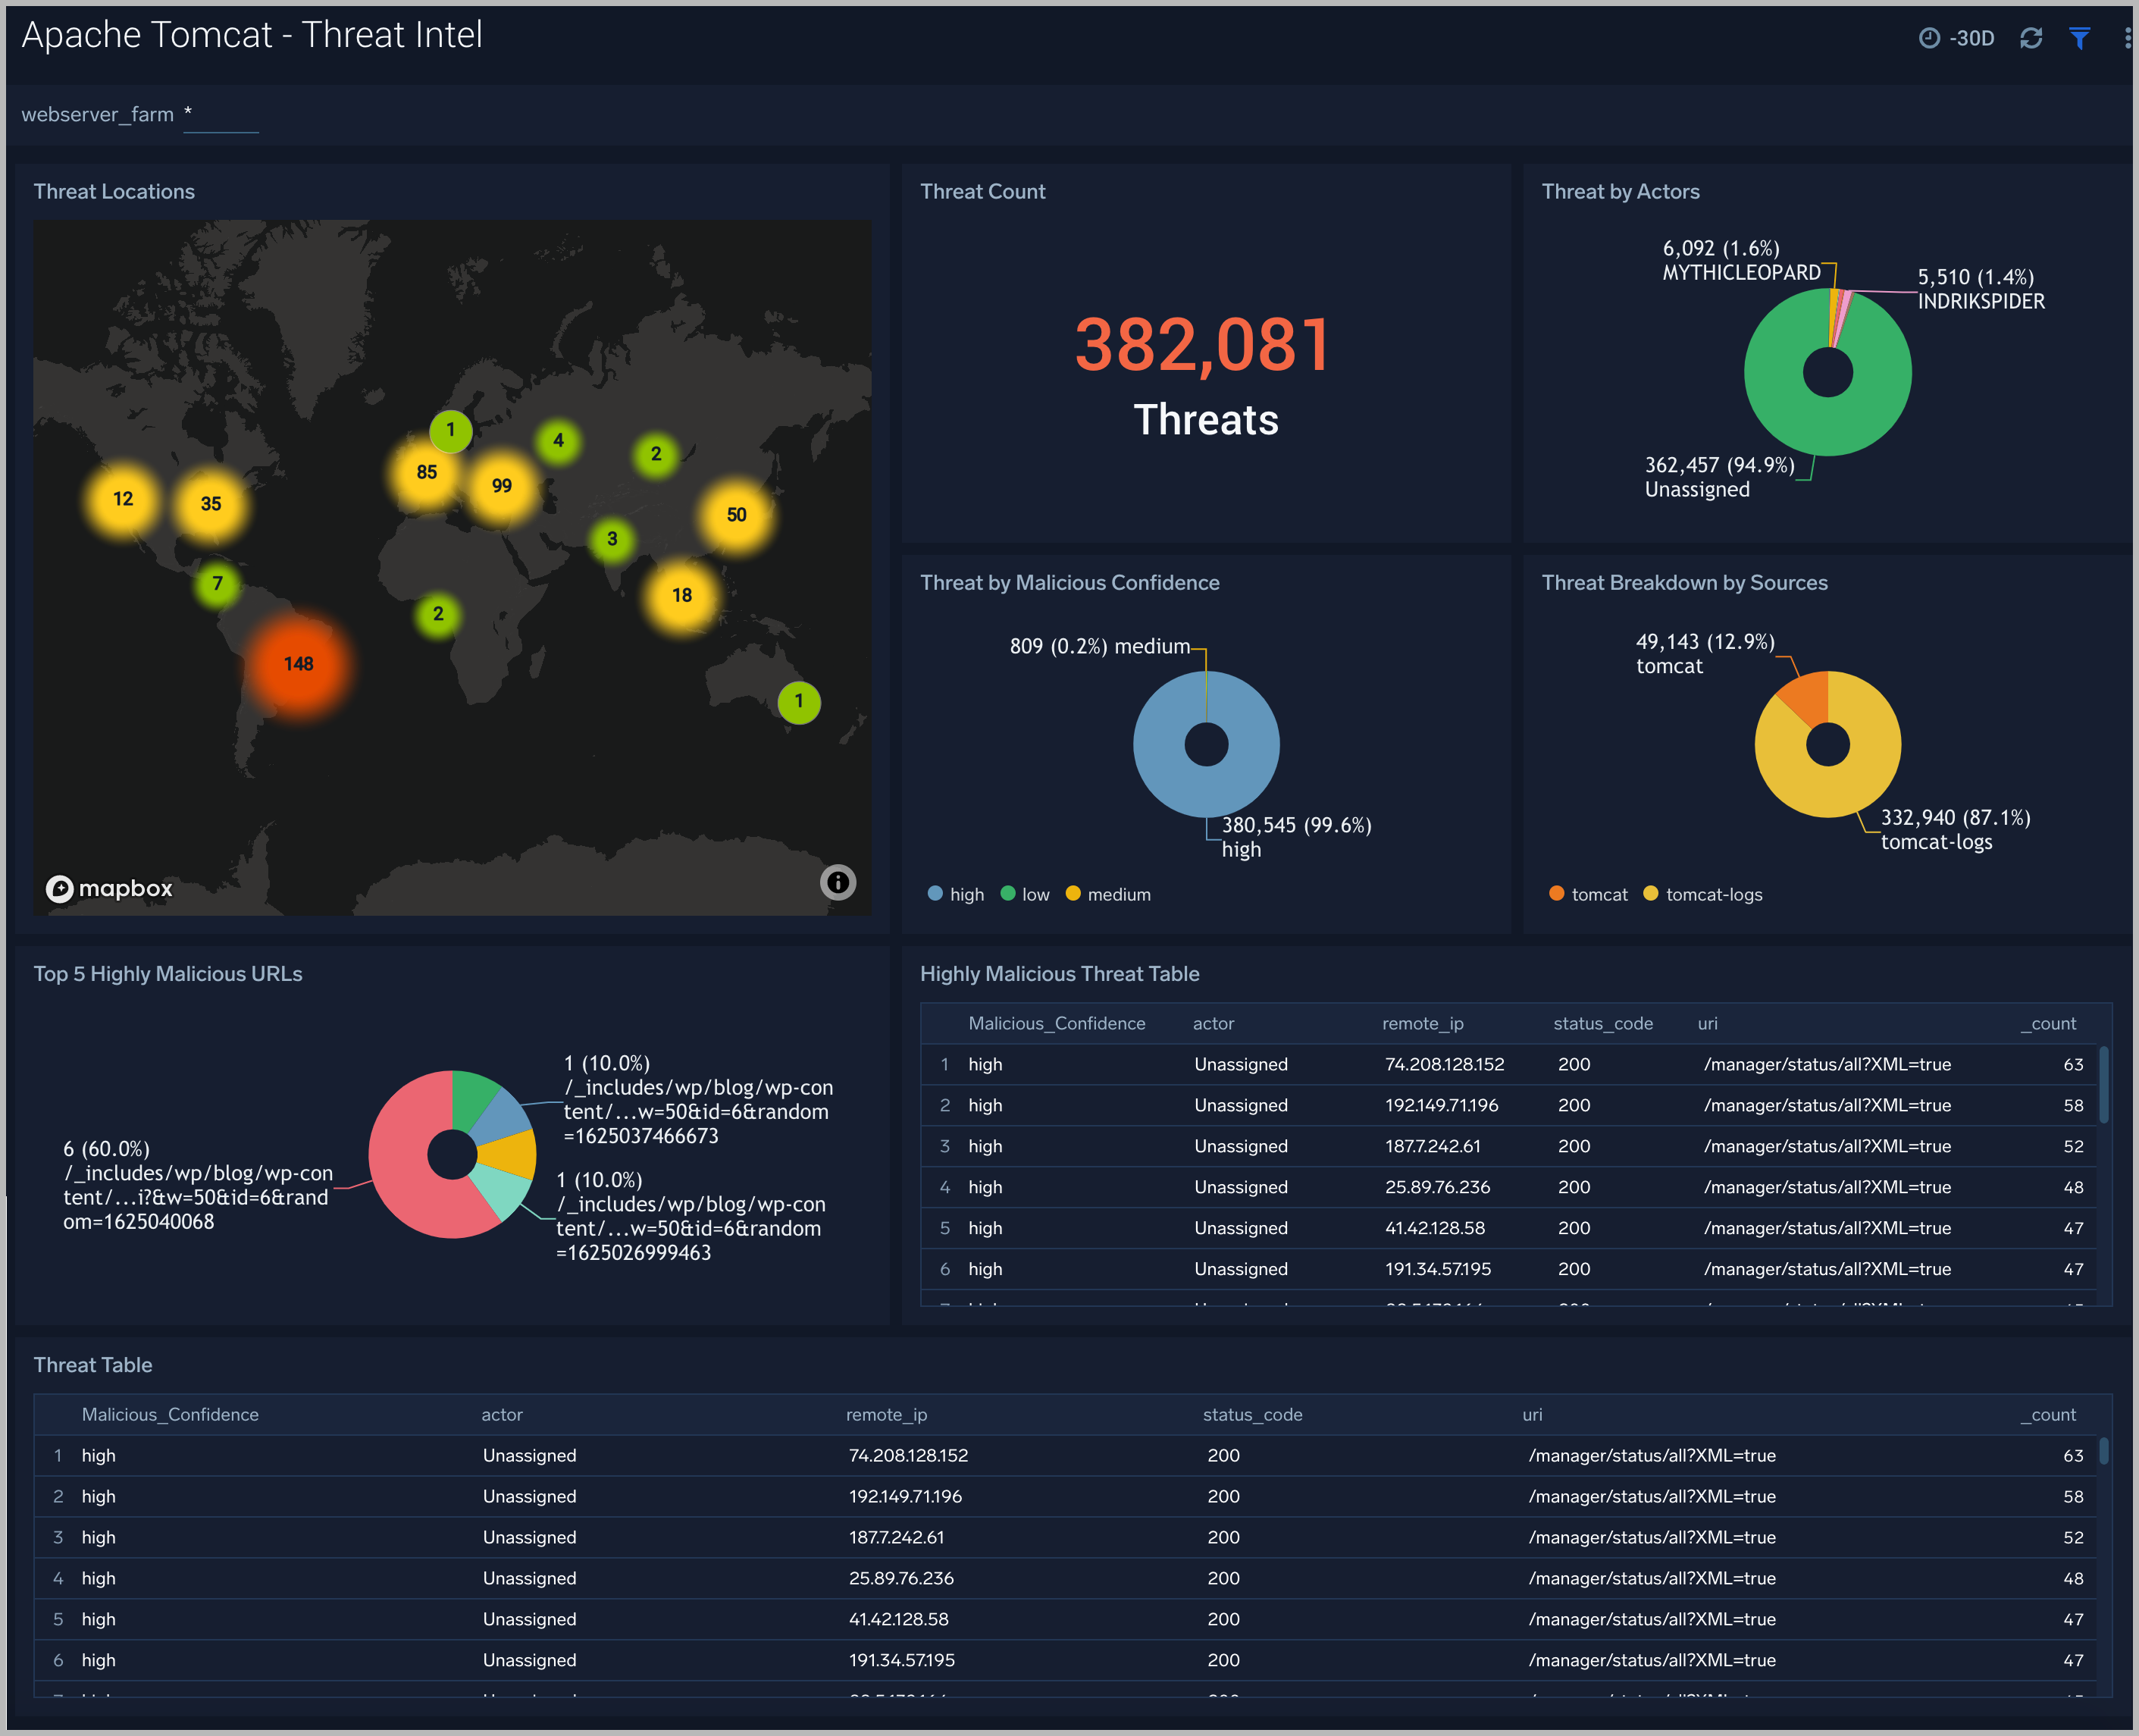 Apache Tomcat - Threat Intel
-30D
webserver_farm *
Threat Locations
1
4
2
85
99
12
35
50
3
7
18
2
148
1
mapbox
Threat Count
382,081
Threats
Threat by Actors
6,092 (1.6%)
MYTHICLEOPARD
5,510 (1.4%)
INDRIKSPIDER
362,457 (94.9%)
Unassigned
Threat by Malicious Confidence
809 (0.2%) medium
380,545 (99.6%)
high
high low medium
Threat Breakdown by Sources
49,143 (12.9%)
tomcat
332,940 (87.1%)
tomcat-logs
tomcat tomcat-logs
Top 5 Highly Malicious URLs
1 (10.0%)
/_includes/wp/blog/wp-con
tent/...w=50&id=6&random
=1625037466673
6 (60.0%)
/_includes/wp/blog/wp-con
tent/...i?&w=50&id=6&rand
om=1625040068
1 (10.0%)
/_includes/wp/blog/wp-con
tent/...w=50&id=6&random
=1625026999463
Highly Malicious Threat Table
Malicious_Confidence actor remote_ip status_code uri _count
1 high Unassigned 74.208.128.152 200 /manager/status/all?XML=true 63
2 high Unassigned 192.149.71.196 200 /manager/status/all?XML=true 58
3 high Unassigned 187.7.242.61 200 /manager/status/all?XML=true 52
4 high Unassigned 25.89.76.236 200 /manager/status/all?XML=true 48
5 high Unassigned 41.42.128.58 200 /manager/status/all?XML=true 47
6 high Unassigned 191.34.57.195 200 /manager/status/all?XML=true 47
Threat Table
Malicious_Confidence actor remote_ip status_code uri _count
1 high Unassigned 74.208.128.152 200 /manager/status/all?XML=true 63
2 high Unassigned 192.149.71.196 200 /manager/status/all?XML=true 58
3 high Unassigned 187.7.242.61 200 /manager/status/all?XML=true 52
4 high Unassigned 25.89.76.236 200 /manager/status/all?XML=true 48
5 high Unassigned 41.42.128.58 200 /manager/status/all?XML=true 47
6 high Unassigned 191.34.57.195 200 /manager/status/all?XML=true 47